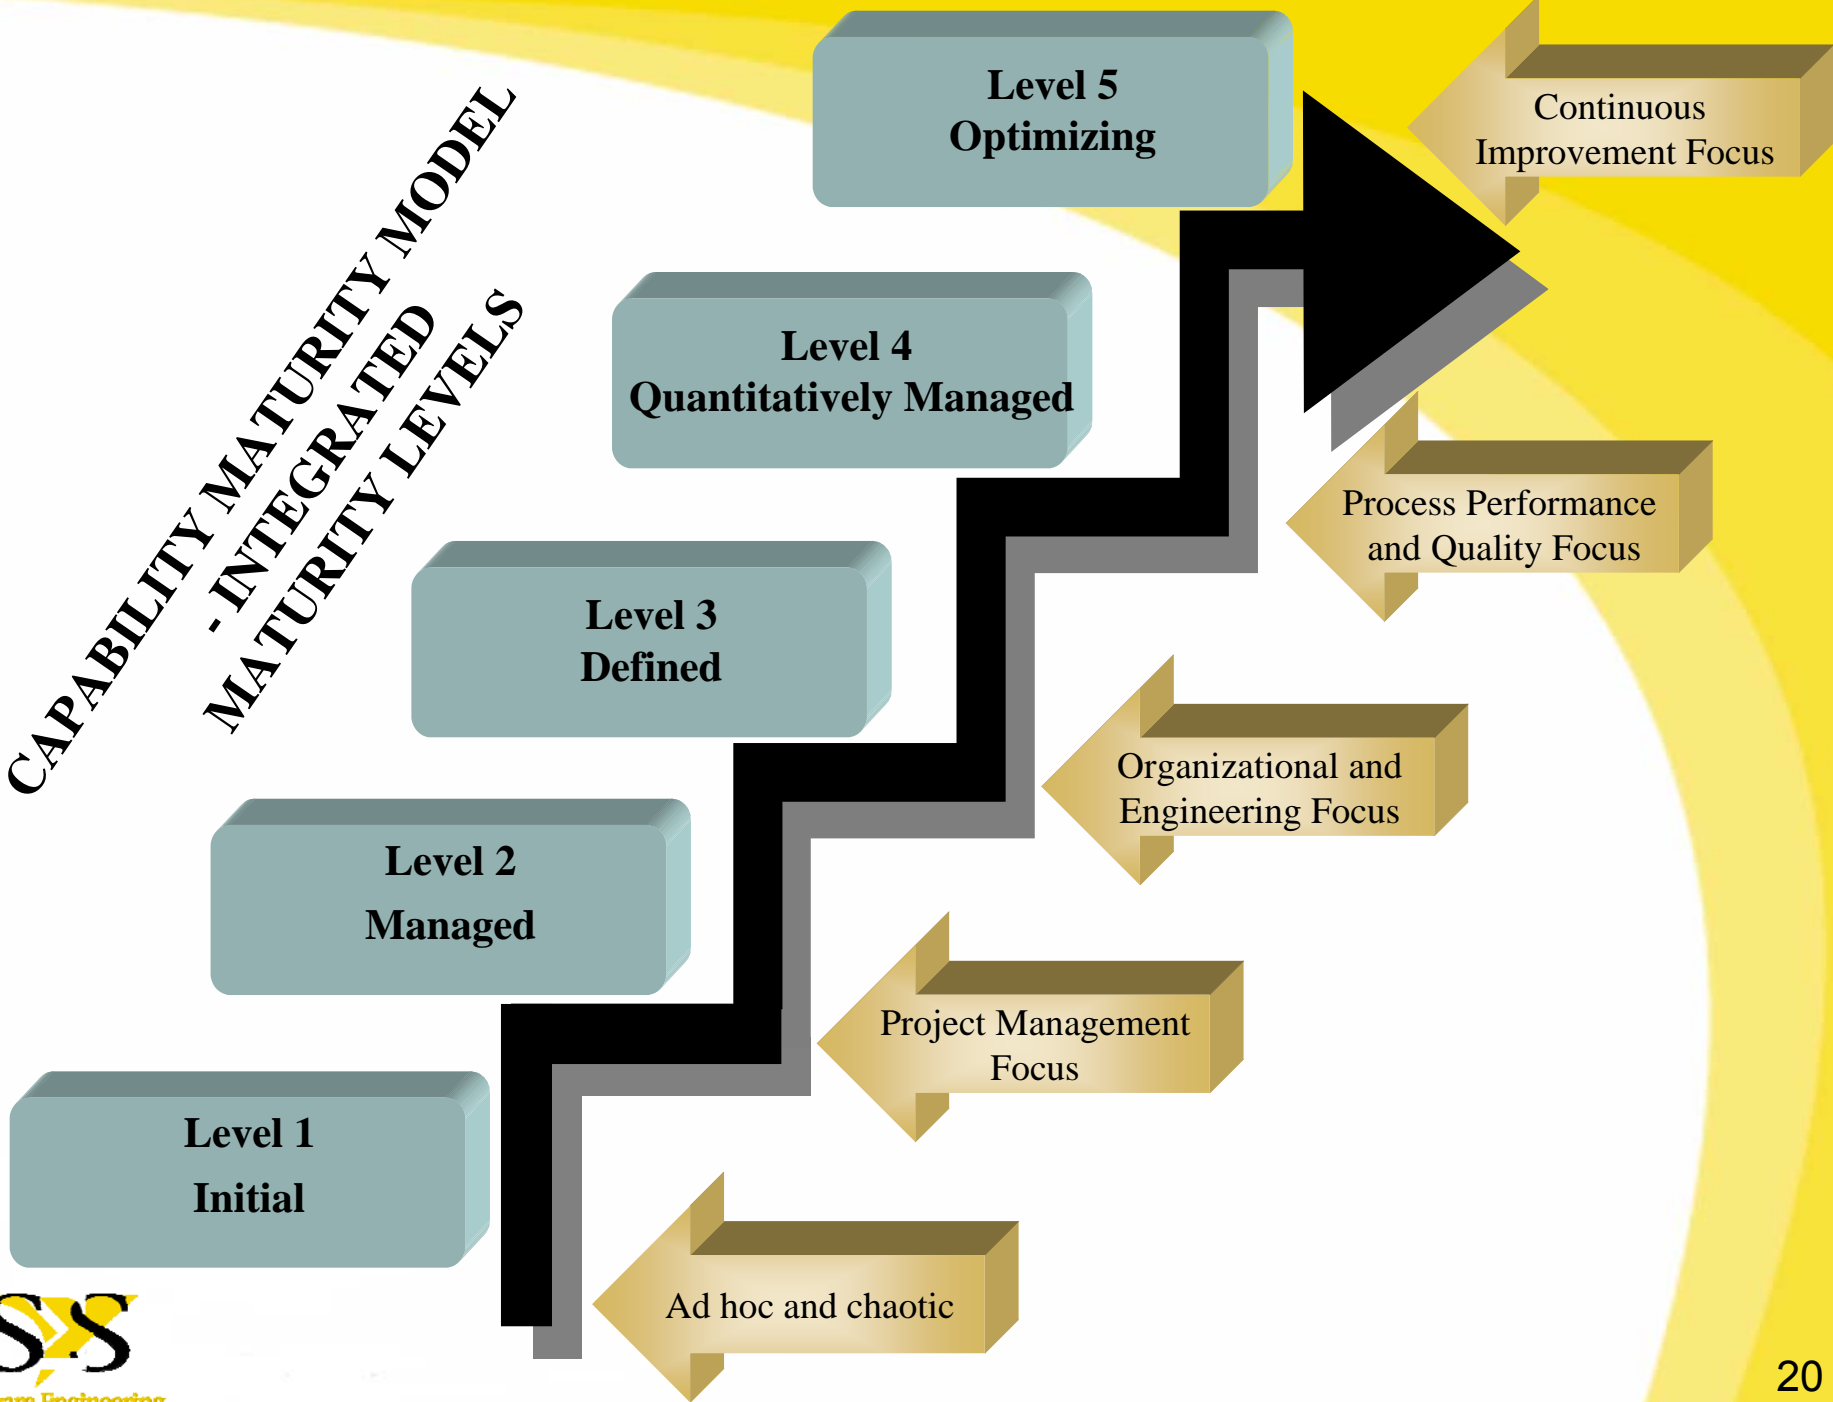 CAPABILITY MATURITY MODEL
- INTEGRATED
MATURITY LEVELS
Level 5
Optimizing
Continuous
Improvement Focus
Level 4
Quantitatively Managed
Process Performance
and Quality Focus
Level 3
Defined
Organizational and
Engineering Focus
Level 2
Managed
Project Management
Focus
Level 1
Initial
Ad hoc and chaotic
Engineering
20